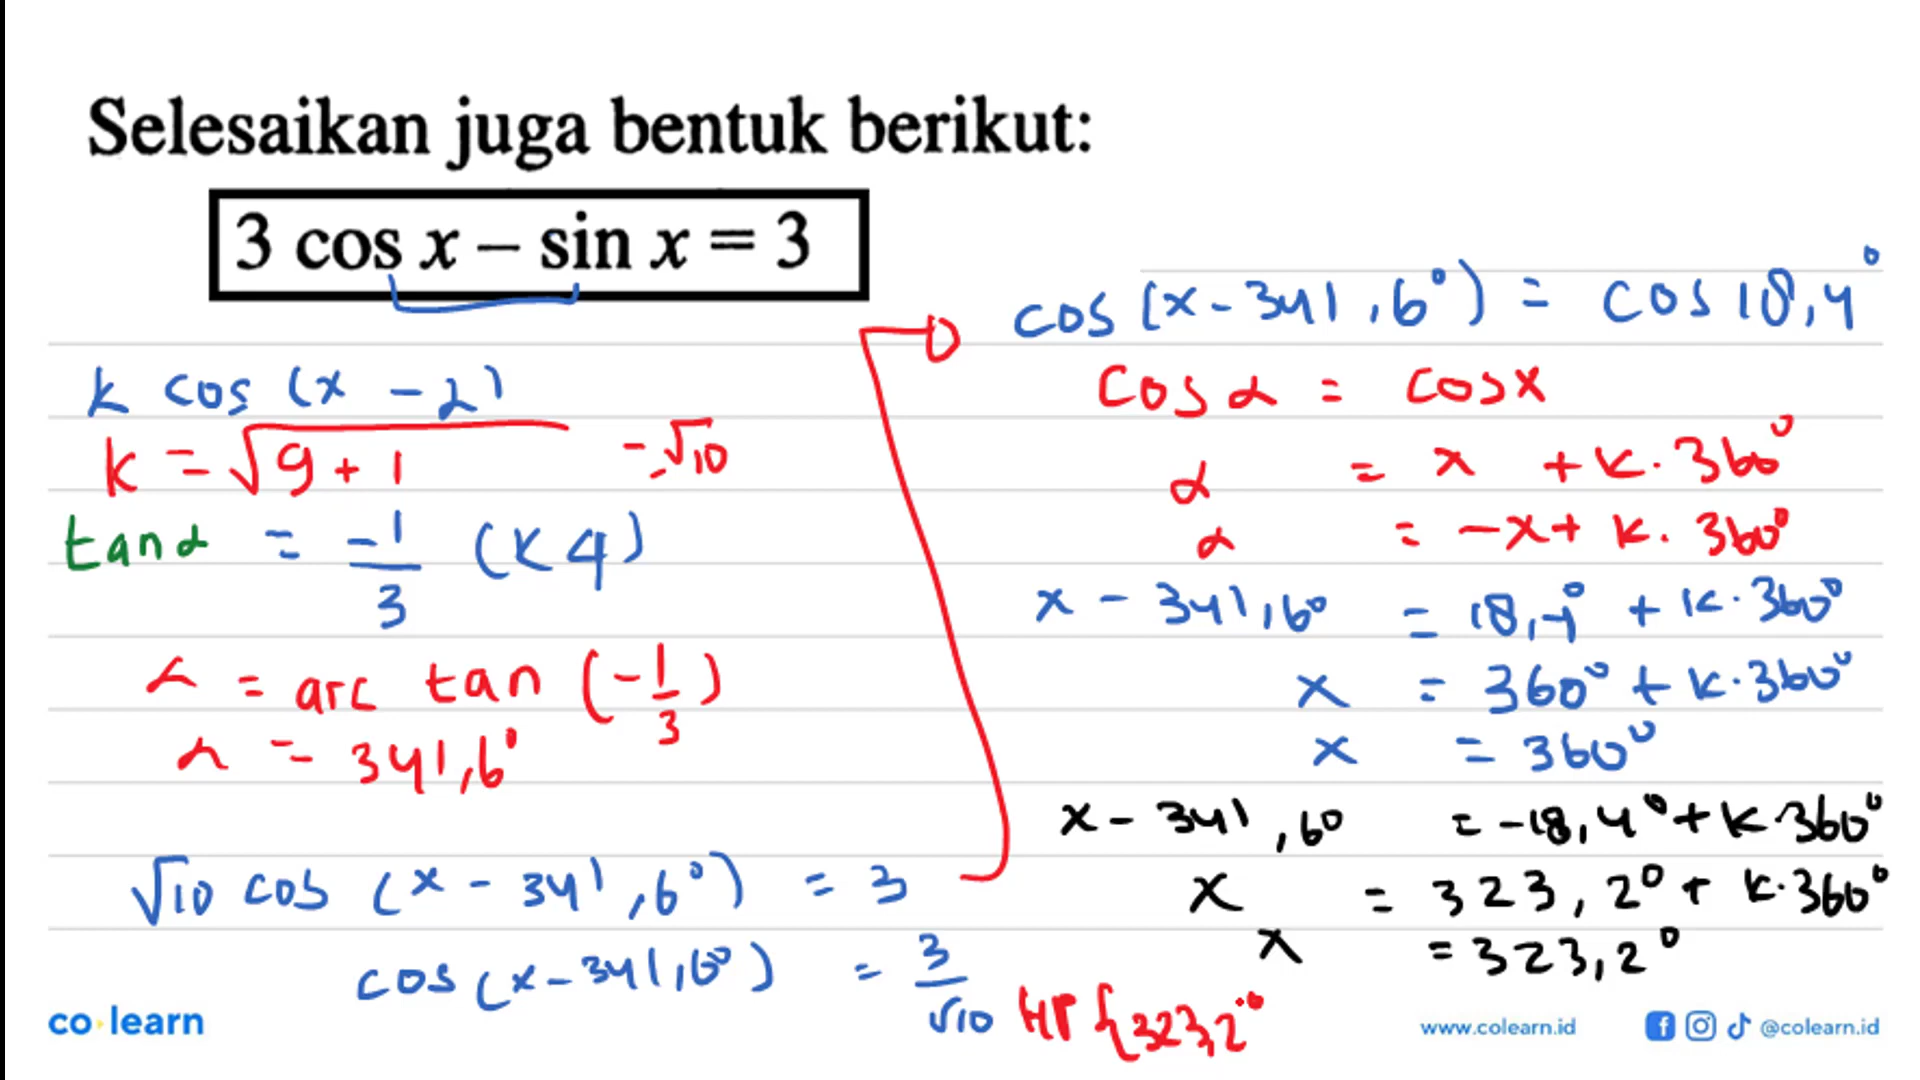 Selesaikan juga bentuk berikut:
3 cos x – sin x = 3
k cos (x - α)
k = √9 + 1 = √10
tan α = -1/3 (K4)
α = arc tan (-1/3)
α = 341,6°
√10 cos (x - 341,6°) = 3
cos (x - 341,6°) = 3/√10
cos (x - 341,6°) = cos 18,4°
cos α = cos x
α = x + k. 360°
α = -x + k. 360°
x - 341,6° = 18,4° + k. 360°
x = 360° + k. 360°
x = 360°
x - 341,6° = -18,4° + k. 360°
x = 323,2° + k. 360°
x = 323,2°
HP {323,2°
co learn
www.colearn.id
@colearn.id